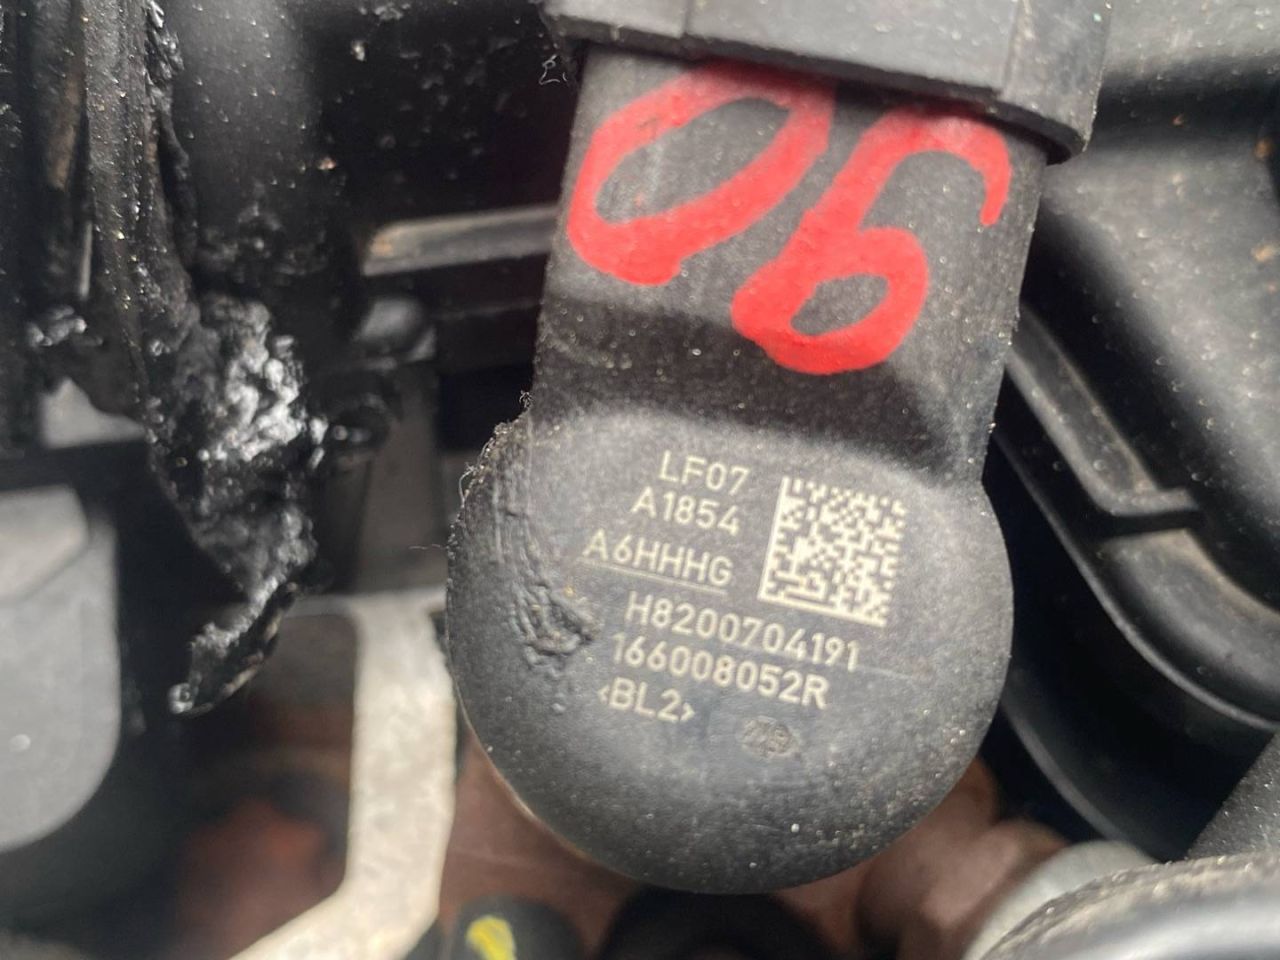 06
LF07
A1854
A6HHHG
H8200704191
166008052R
<BL2>